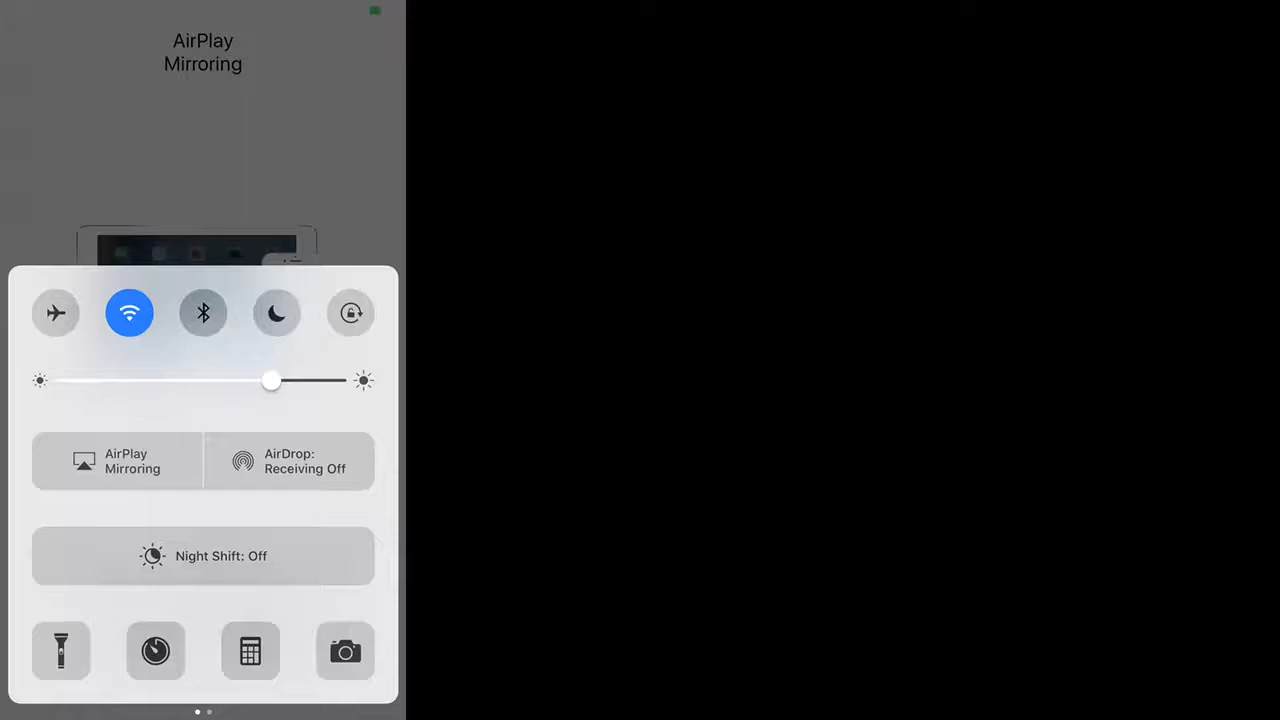 AirPlay
Mirroring
AirPlay
Mirroring
AirDrop:
Receiving Off
Night Shift: Off